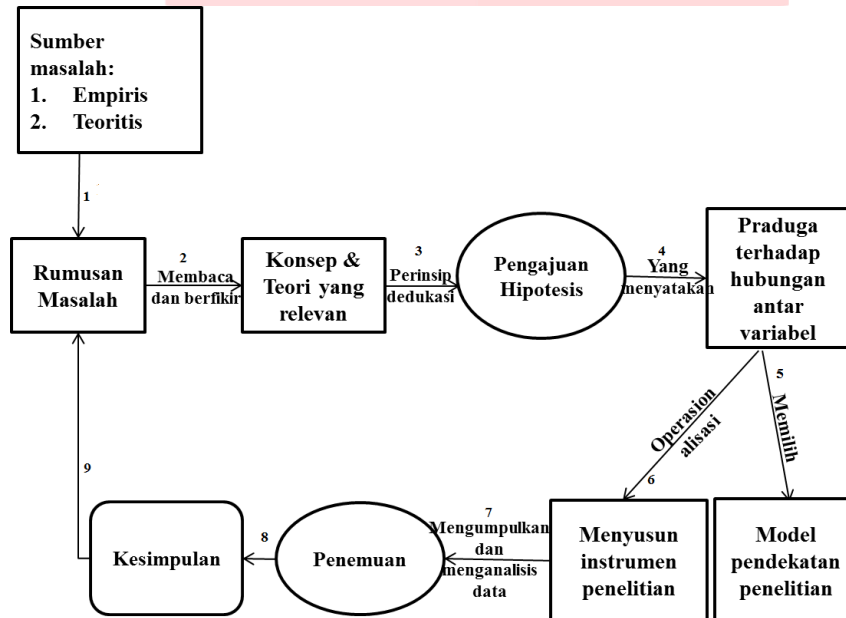 Sumber
masalah:
1. Empiris
2. Teoritis
1
Rumusan
Masalah
2
Membaca
dan berfikir
Konsep &
Teori yang
relevan
3
Perinsip
dedukasi
Pengajuan
Hipotesis
4
Yang
menyatakan
Praduga
terhadap
hubungan
antar
variabel
5
Memilih
Operasion
alisasi
6
Model
pendekatan
penelitian
Menyusun
instrumen
penelitian
7
Mengumpulkan
dan
menganalisis
data
Penemuan
8
Kesimpulan
9